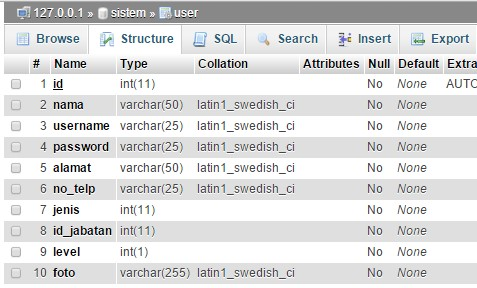 127.0.0.1 » sistem » user
Browse Structure SQL Search Insert Export
# Name Type Collation Attributes Null Default Extra
1 id int(11) No None AUTO
2 nama varchar(50) latin1_swedish_ci No None
3 username varchar(25) latin1_swedish_ci No None
4 password varchar(25) latin1_swedish_ci No None
5 alamat varchar(50) latin1_swedish_ci No None
6 no_telp varchar(25) latin1_swedish_ci No None
7 jenis int(11) No None
8 id_jabatan int(11) No None
9 level int(1) No None
10 foto varchar(255) latin1_swedish_ci No None